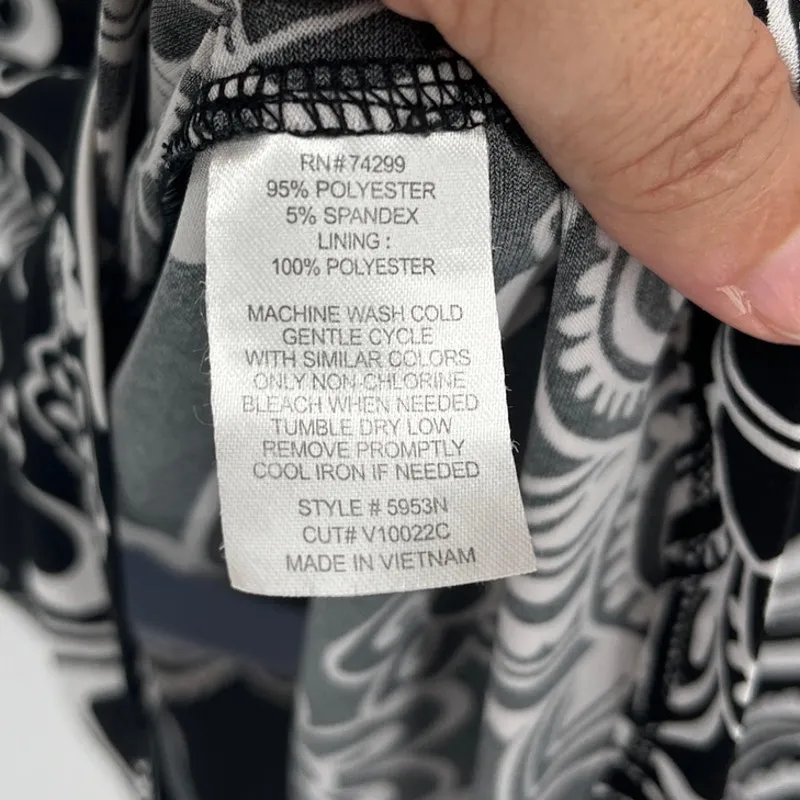 RN#74299
95% POLYESTER
5% SPANDEX
LINING :
100% POLYESTER
MACHINE WASH COLD
GENTLE CYCLE
WITH SIMILAR COLORS
ONLY NON-CHLORINE
BLEACH WHEN NEEDED
TUMBLE DRY LOW
REMOVE PROMPTLY
COOL IRON IF NEEDED
STYLE # 5953N
CUT# V10022C
MADE IN VIETNAM